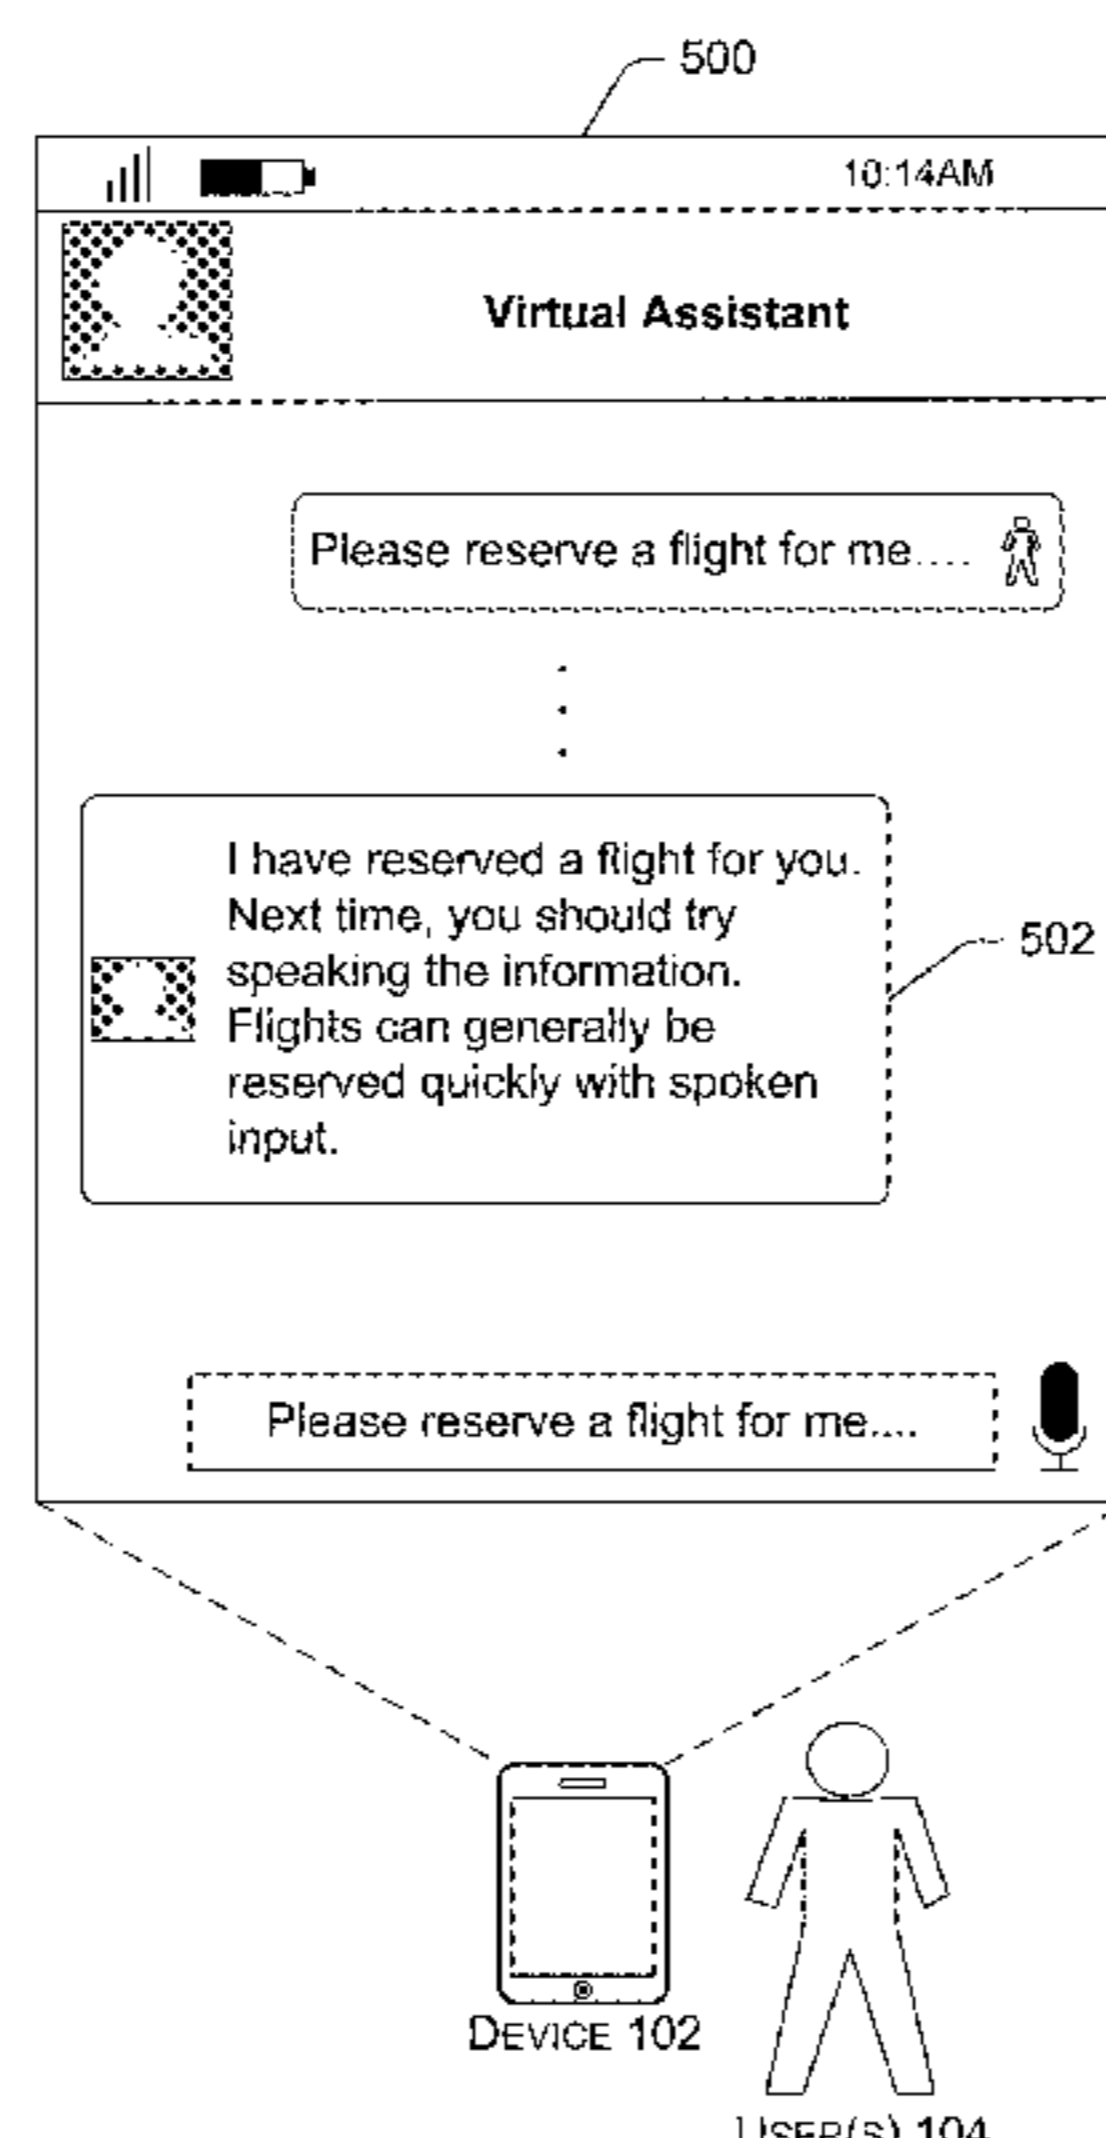 500
10:14AM
Virtual Assistant
Please reserve a flight for me....
I have reserved a flight for you.
Next time, you should try
speaking the information.
Flights can generally be
reserved quickly with spoken
input.
502
Please reserve a flight for me....
DEVICE 102
USER(S) 104